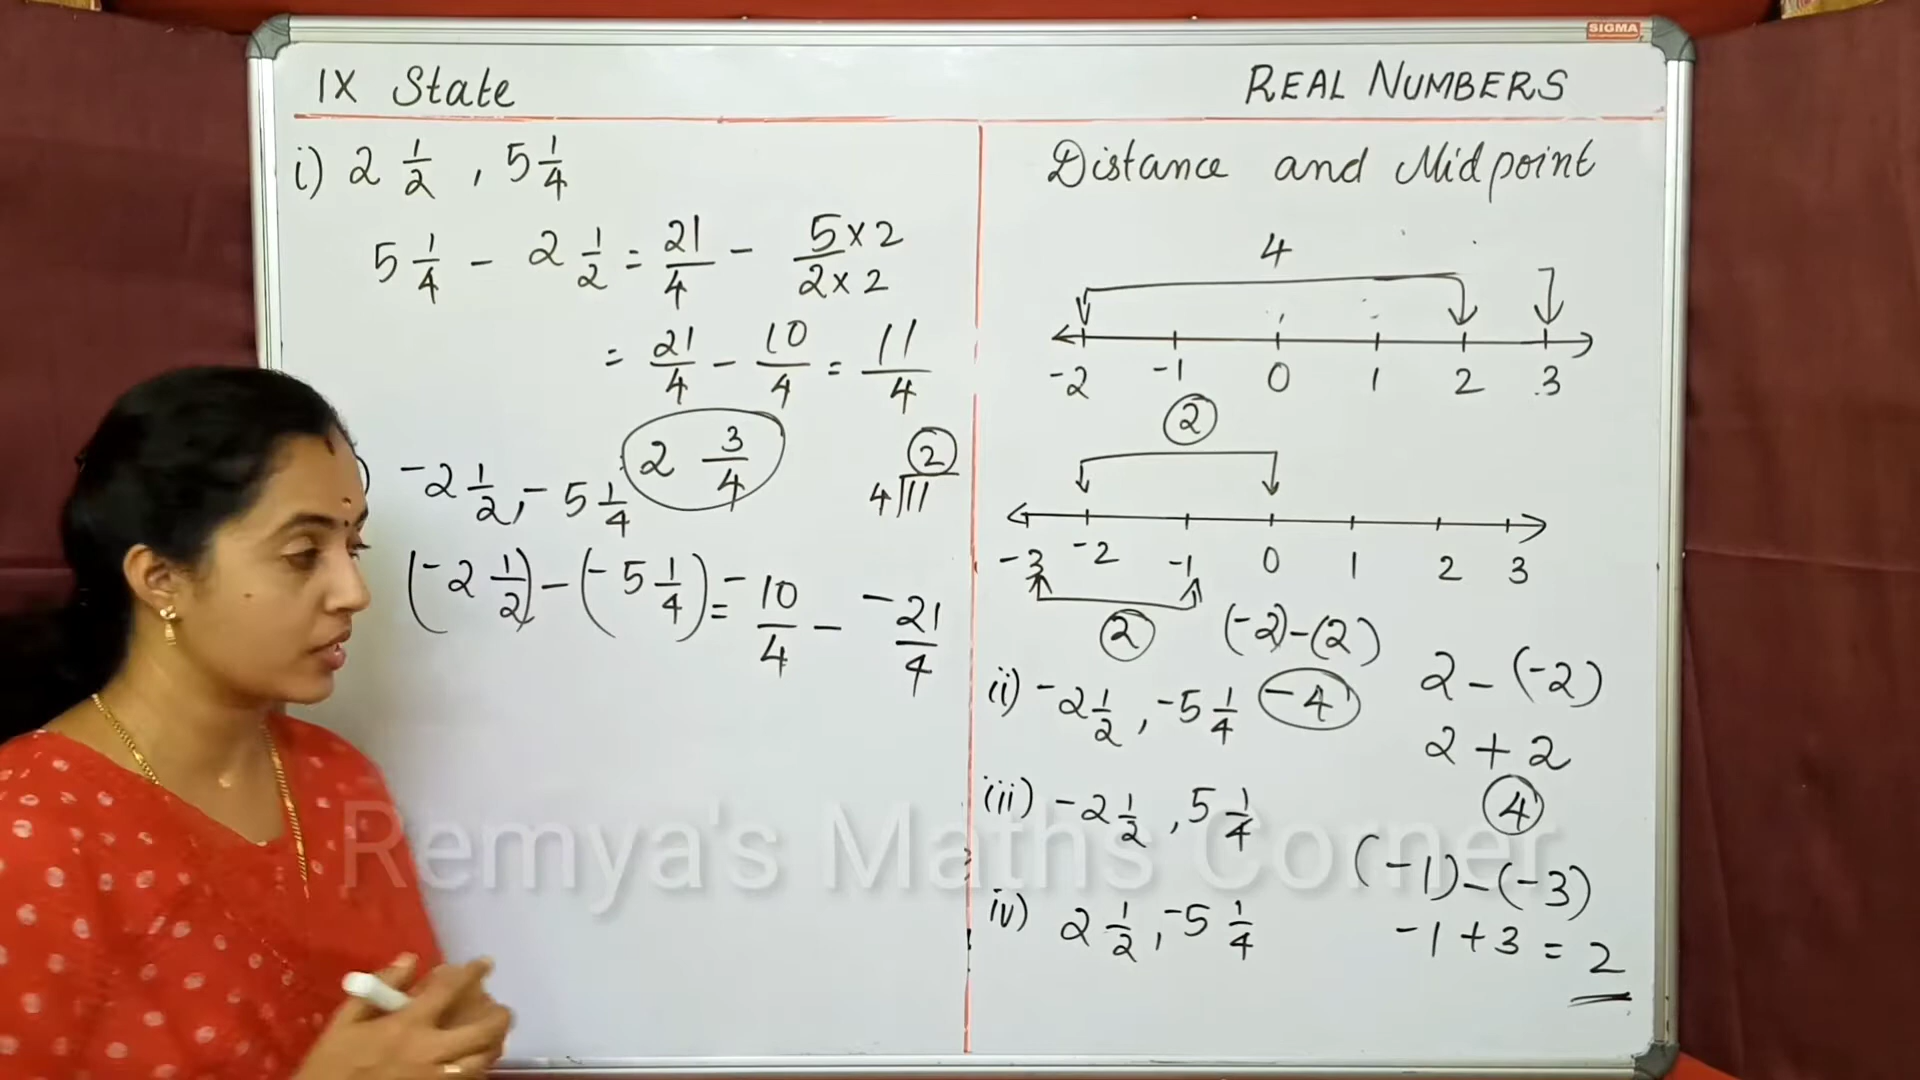 SIGMA
IX State
REAL NUMBERS
i) 2 1/2 , 5 1/4
5 1/4 - 2 1/2 = 21/4 - 5×2/2×2
= 21/4 - 10/4 = 11/4
2 3/4
2
4)11
) -2 1/2, -5 1/4
(-2 1/2) - (-5 1/4) = -10/4 - -21/4
Distance and Midpoint
4
-2 -1 0 1 2 3
2
-3 -2 -1 0 1 2 3
2
(-2)-(2)
-4
ii) -2 1/2, -5 1/4
iii) -2 1/2, 5 1/4
iv) 2 1/2, -5 1/4
2 - (-2)
2 + 2
4
(-1)-(-3)
-1 + 3 = 2
Remya's Maths Corner